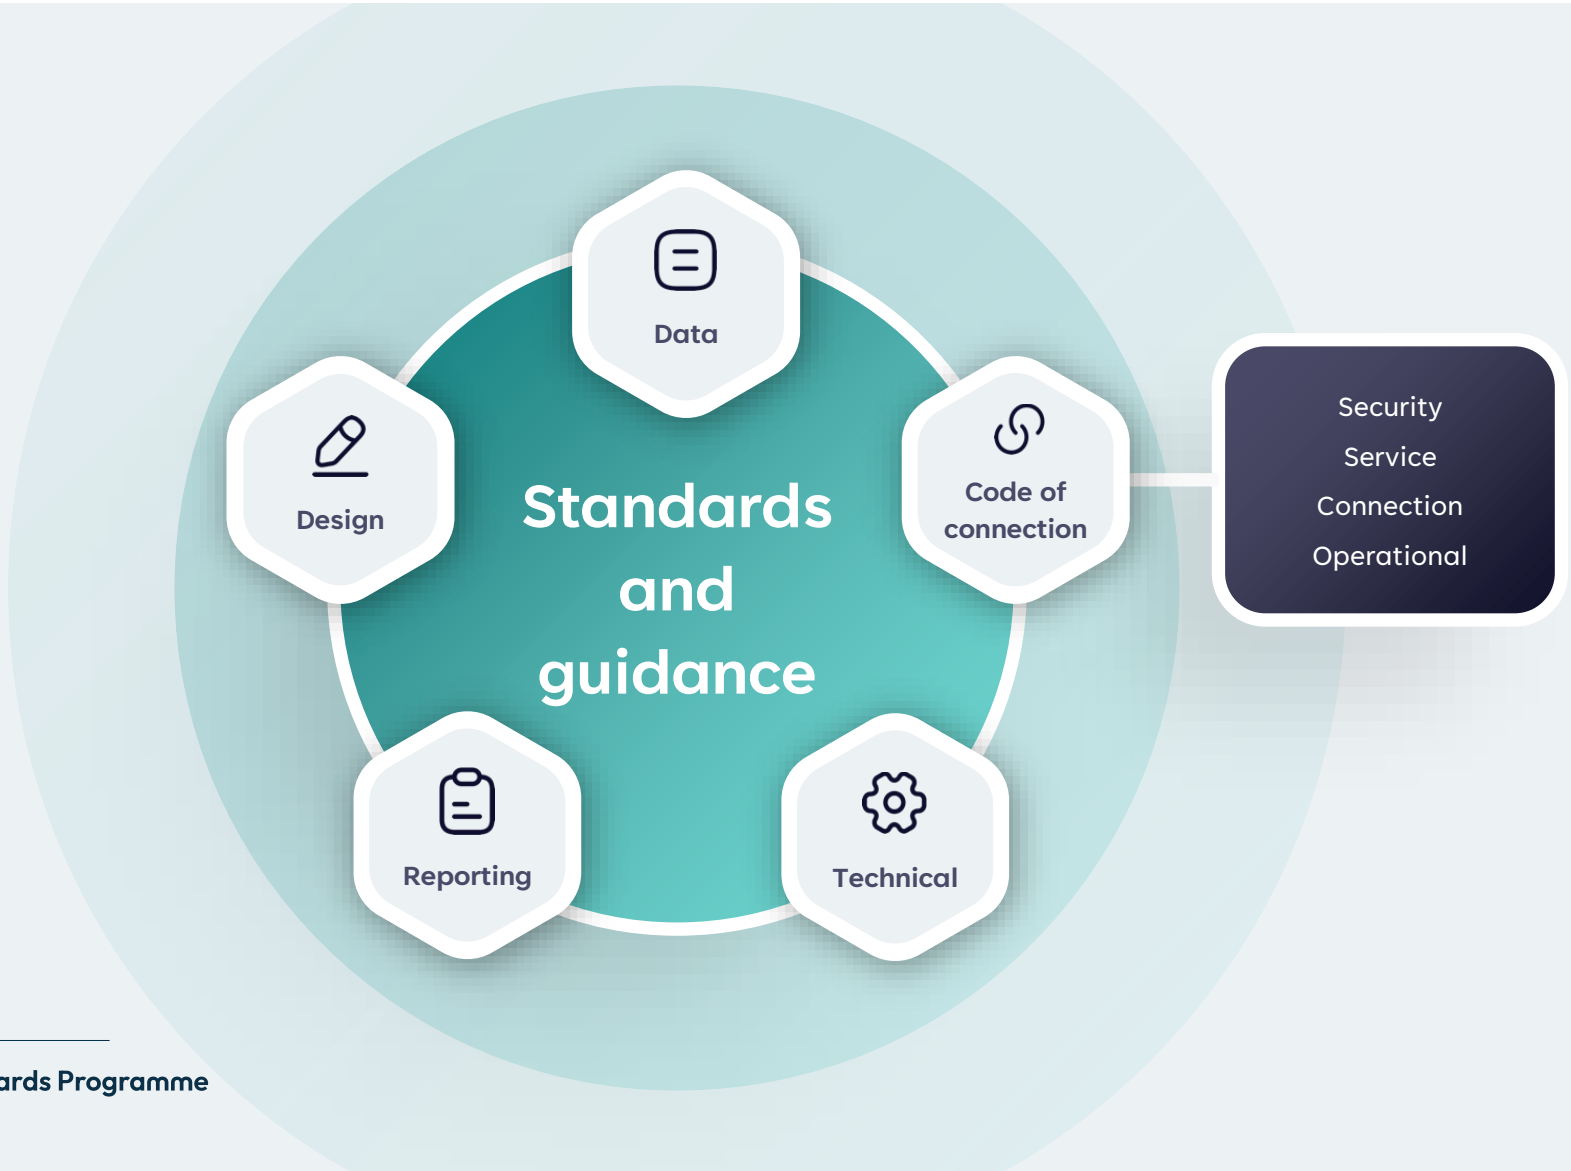 Data
Design
Code of
connection
Standards
and
guidance
Reporting
Technical
Security
Service
Connection
Operational
ards Programme